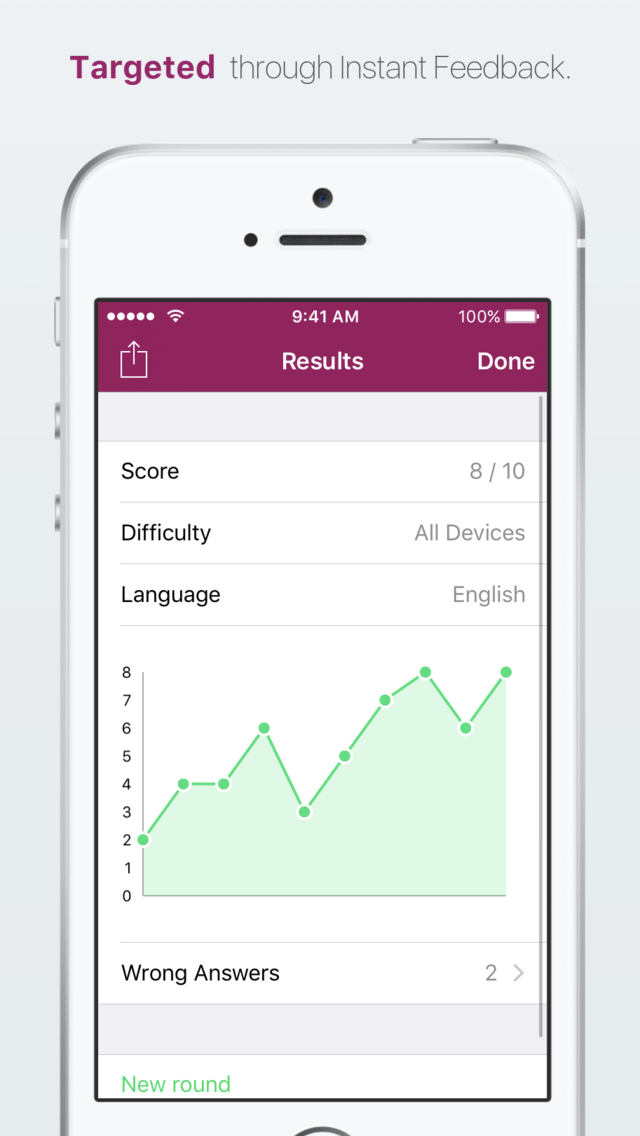 Targeted through Instant Feedback.
9:41 AM 100%
Results Done
Score 8 / 10
Difficulty All Devices
Language English
8
7
6
5
4
3
2
1
0
Wrong Answers 2
New round